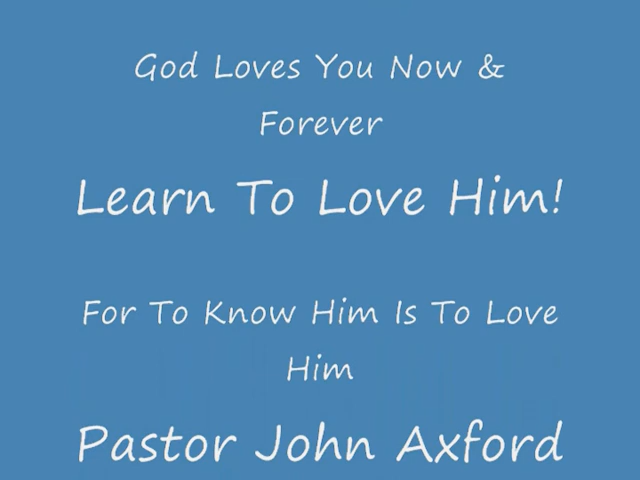 God Loves You Now &
Forever
Learn To Love Him!
For To Know Him Is To Love
Him
Pastor John Axford